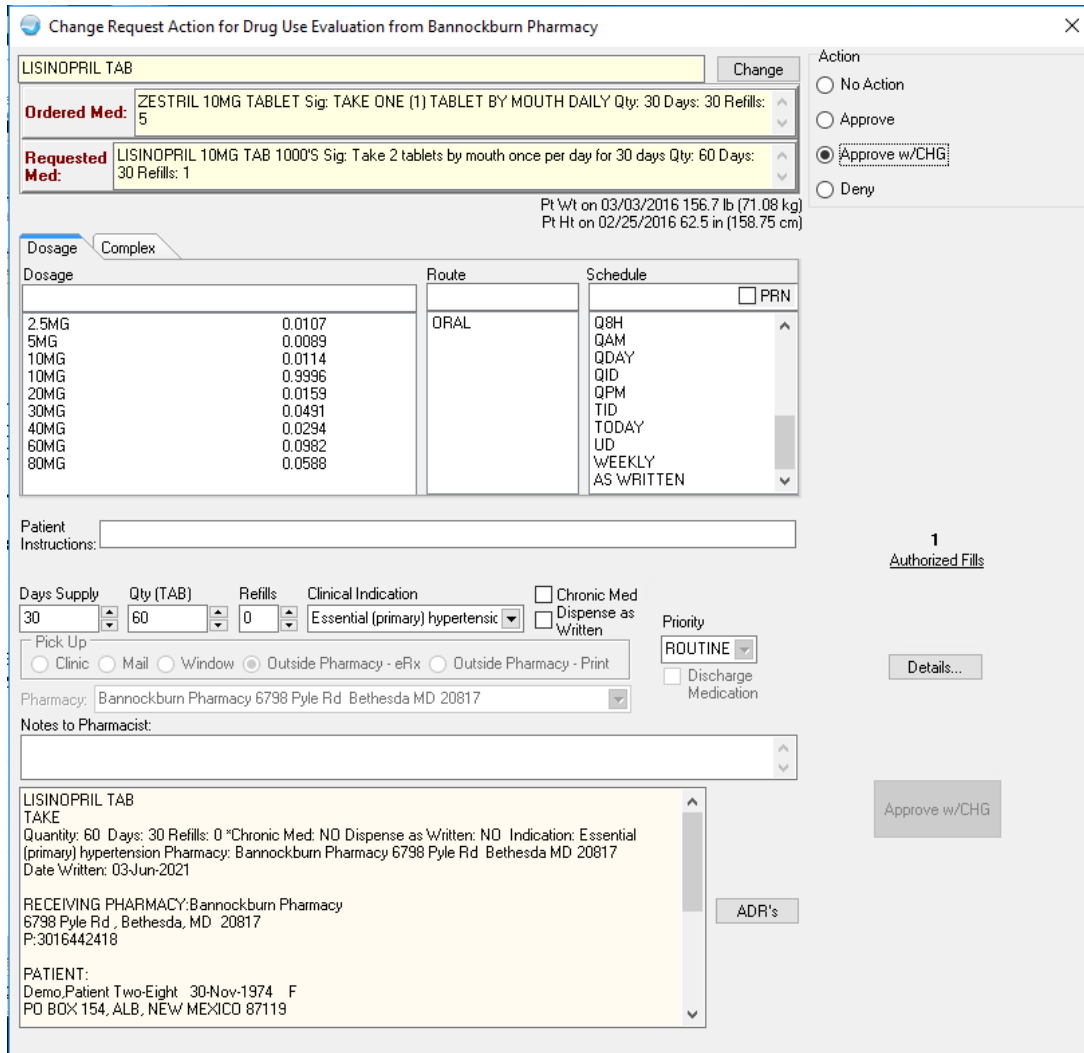 Change Request Action for Drug Use Evaluation from Bannockburn Pharmacy
LISINOPRIL TAB
Change
Ordered Med:
ZESTRIL 10MG TABLET Sig: TAKE ONE (1) TABLET BY MOUTH DAILY Qty: 30 Days: 30 Refills:
5
Requested
Med:
LISINOPRIL 10MG TAB 1000'S Sig: Take 2 tablets by mouth once per day for 30 days Qty: 60 Days:
30 Refills: 1
Action
No Action
Approve
Approve w/CHG
Deny
Pt Wt on 03/03/2016 156.7 lb (71.08 kg)
Pt Ht on 02/25/2016 62.5 in (158.75 cm)
Dosage Complex
Dosage Route Schedule
PRN
2.5MG 0.0107
5MG 0.0089
10MG 0.0114
10MG 0.9996
20MG 0.0159
30MG 0.0491
40MG 0.0294
60MG 0.0982
80MG 0.0588
ORAL
Q8H
QAM
QDAY
QID
QPM
TID
TODAY
UD
WEEKLY
AS WRITTEN
Patient
Instructions:
1
Authorized Fills
Days Supply Qty (TAB) Refills Clinical Indication
30 60 0 Essential (primary) hypertensic
Chronic Med
Dispense as
Written
Priority
ROUTINE
Discharge
Medication
Pick Up
Clinic Mail Window Outside Pharmacy - eRx Outside Pharmacy - Print
Pharmacy: Bannockburn Pharmacy 6798 Pyle Rd Bethesda MD 20817
Details...
Notes to Pharmacist:
LISINOPRIL TAB
TAKE
Quantity: 60 Days: 30 Refills: 0 *Chronic Med: NO Dispense as Written: NO Indication: Essential
(primary) hypertension Pharmacy: Bannockburn Pharmacy 6798 Pyle Rd Bethesda MD 20817
Date Written: 03-Jun-2021
RECEIVING PHARMACY:Bannockburn Pharmacy
6798 Pyle Rd , Bethesda, MD 20817
P:3016442418
PATIENT:
Demo,Patient Two-Eight 30-Nov-1974 F
PO BOX 154, ALB, NEW MEXICO 87119
ADR's
Approve w/CHG